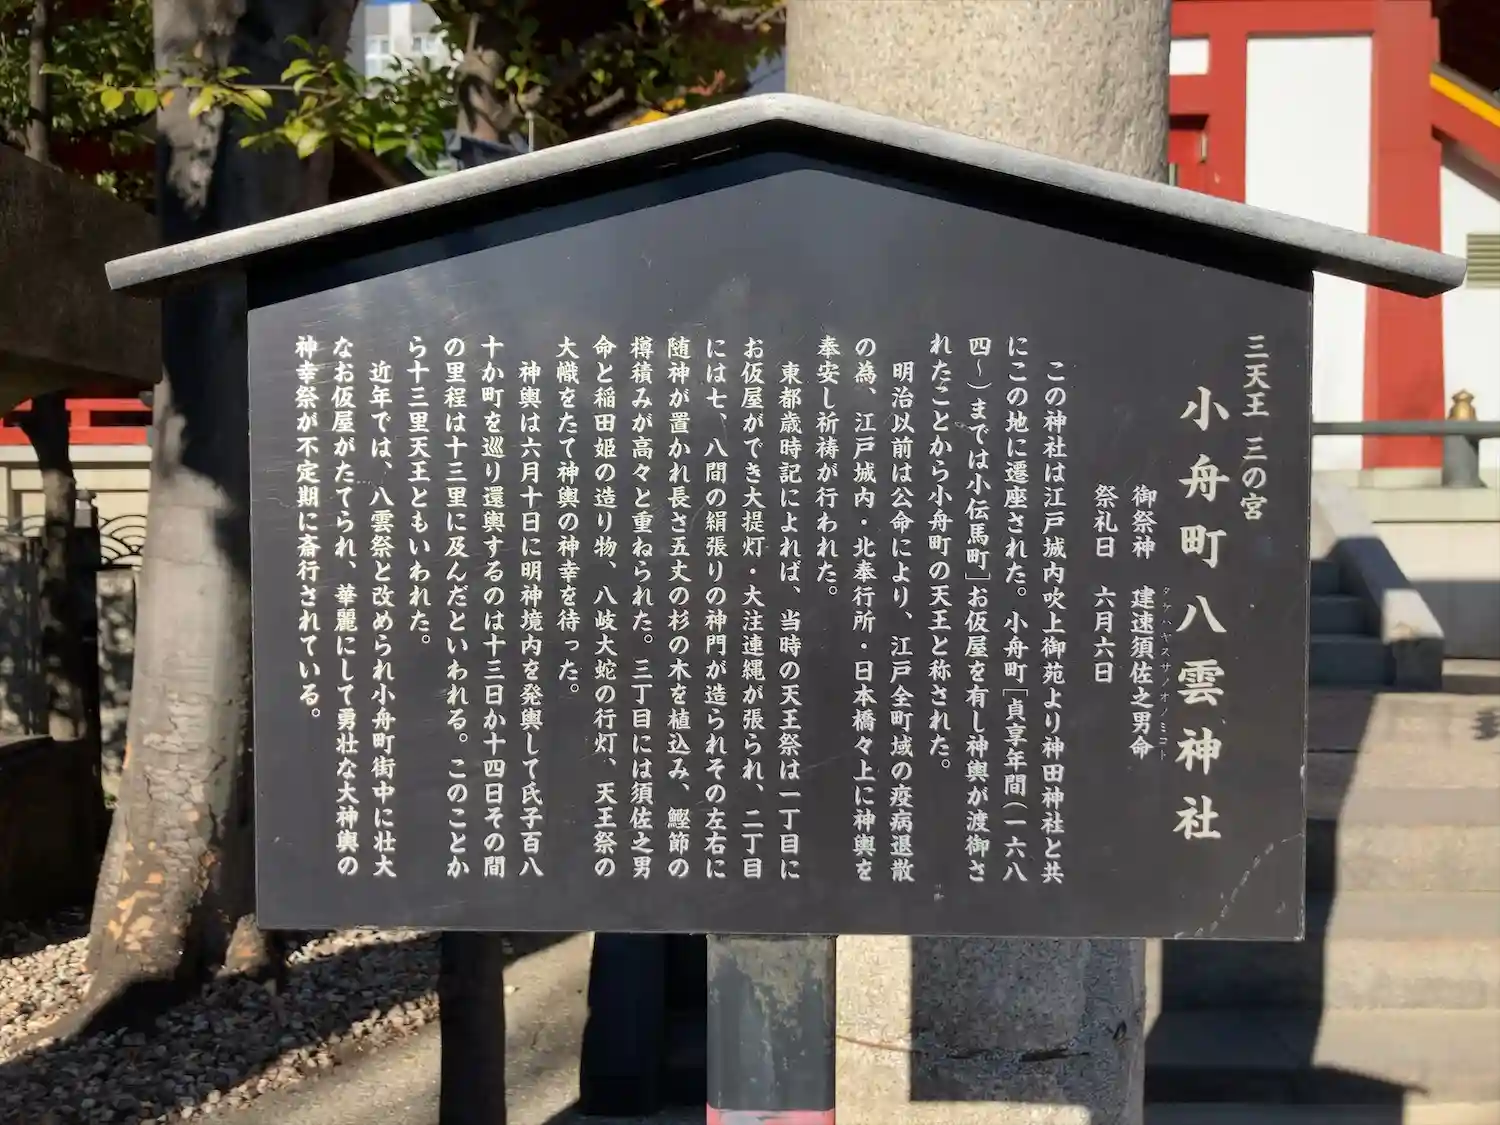 三天王 三の宮
小舟町八雲神社
御祭神 建速須佐之男命
タケハヤスサノオノミコト
祭礼日 六月六日
この神社は江戸城内吹上御苑より神田神社と共
にこの地に遷座された。小舟町［貞享年間（一六八
四～）までは小伝馬町］お仮屋を有し神輿が渡御さ
れたことから小舟町の天王と称された。
明治以前は公命により、江戸全町域の疫病退散
の為、江戸城内・北奉行所・日本橋々上に神輿を
奉安し祈祷が行われた。
東都歳時記によれば、当時の天王祭は一丁目に
お仮屋ができ大提灯・大注連縄が張られ、二丁目
には七、八間の絹張りの神門が造られその左右に
随神が置かれ長さ五丈の杉の木を植込み、鰹節の
樽積みが高々と重ねられた。三丁目には須佐之男
命と稲田姫の造り物、八岐大蛇の行灯、天王祭の
大幟をたて神輿の神幸を待った。
神輿は六月十日に明神境内を発輿して氏子百八
十か町を巡り還輿するのは十三日か十四日その間
の里程は十三里に及んだといわれる。このことか
ら十三里天王ともいわれた。
近年では、八雲祭と改められ小舟町街中に壮大
なお仮屋がたてられ、華麗にして勇壮な大神輿の
神幸祭が不定期に斎行されている。